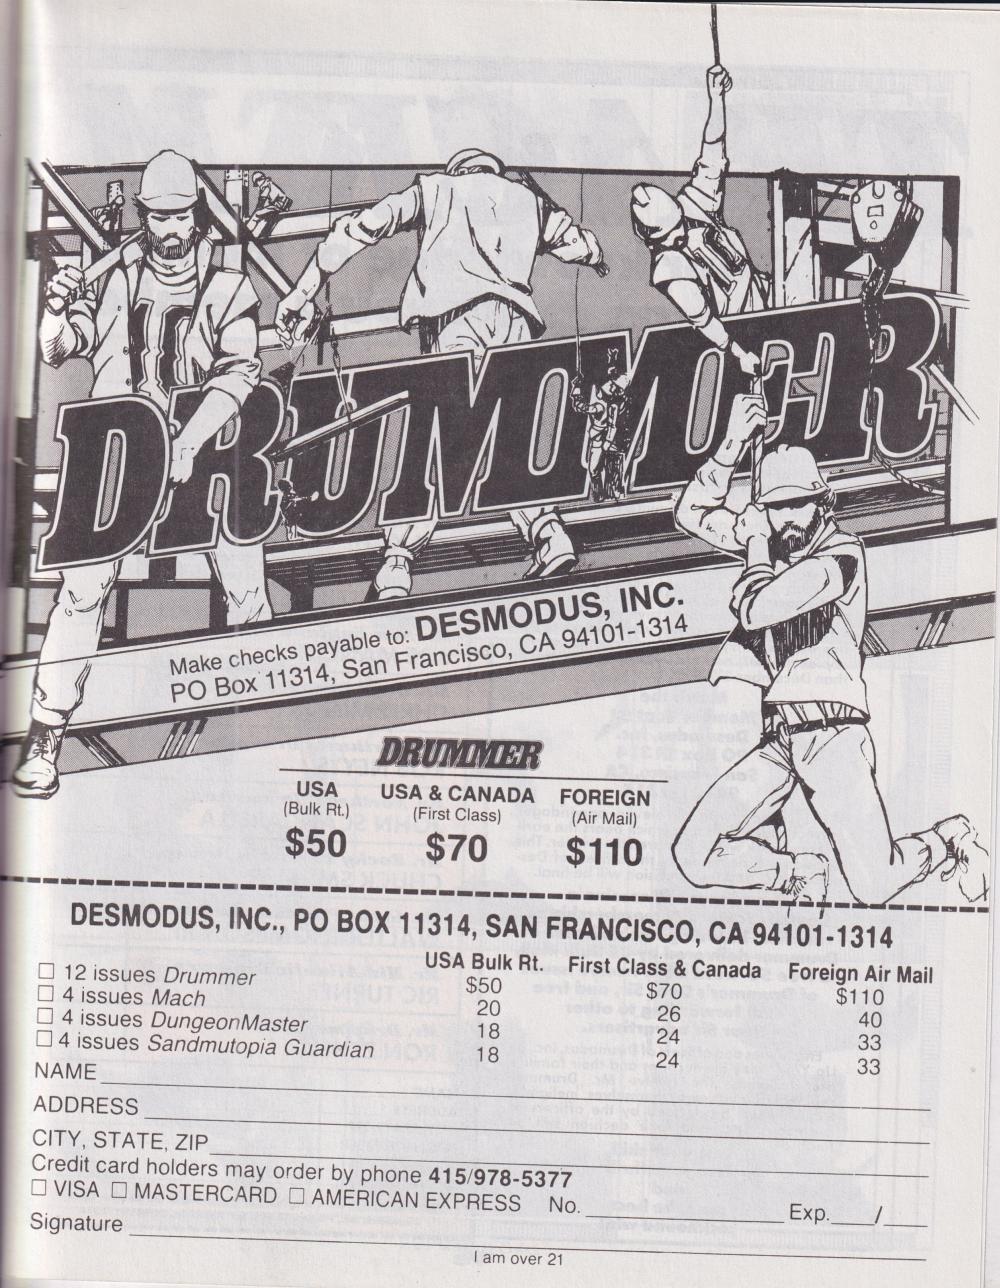 DRUMMER
Make checks payable to: DESMODUS, INC.
PO Box 11314, San Francisco, CA 94101-1314
DRUMMER
USA USA & CANADA FOREIGN
(Bulk Rt.) (First Class) (Air Mail)
$50 $70 $110
DESMODUS, INC., PO BOX 11314, SAN FRANCISCO, CA 94101-1314
USA Bulk Rt. First Class & Canada Foreign Air Mail
☐ 12 issues Drummer $50 $70 $110
☐ 4 issues Mach 20 26 40
☐ 4 issues DungeonMaster 18 24 33
☐ 4 issues Sandmutopia Guardian 18 24 33
NAME
ADDRESS
CITY, STATE, ZIP
Credit card holders may order by phone 415/978-5377
☐ VISA ☐ MASTERCARD ☐ AMERICAN EXPRESS No. Exp. /
Signature
I am over 21